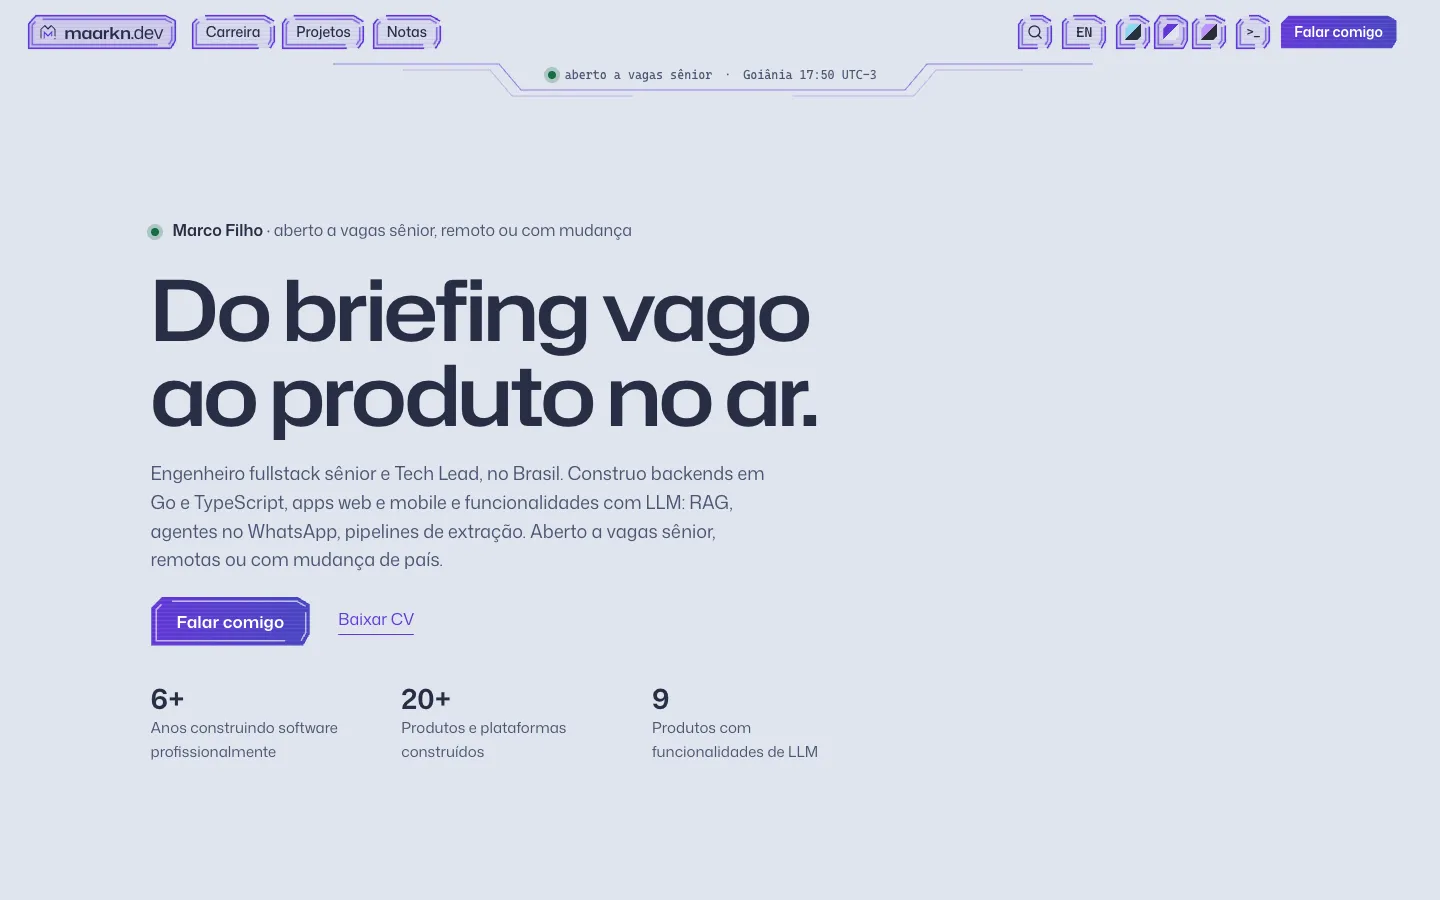 maarkn.dev
Carreira
Projetos
Notas
EN
>_
Falar comigo
aberto a vagas sênior · Goiânia 17:50 UTC−3
Marco Filho · aberto a vagas sênior, remoto ou com mudança
Do briefing vago
ao produto no ar.
Engenheiro fullstack sênior e Tech Lead, no Brasil. Construo backends em
Go e TypeScript, apps web e mobile e funcionalidades com LLM: RAG,
agentes no WhatsApp, pipelines de extração. Aberto a vagas sênior,
remotas ou com mudança de país.
Falar comigo
Baixar CV
6+
Anos construindo software
profissionalmente
20+
Produtos e plataformas
construídos
9
Produtos com
funcionalidades de LLM